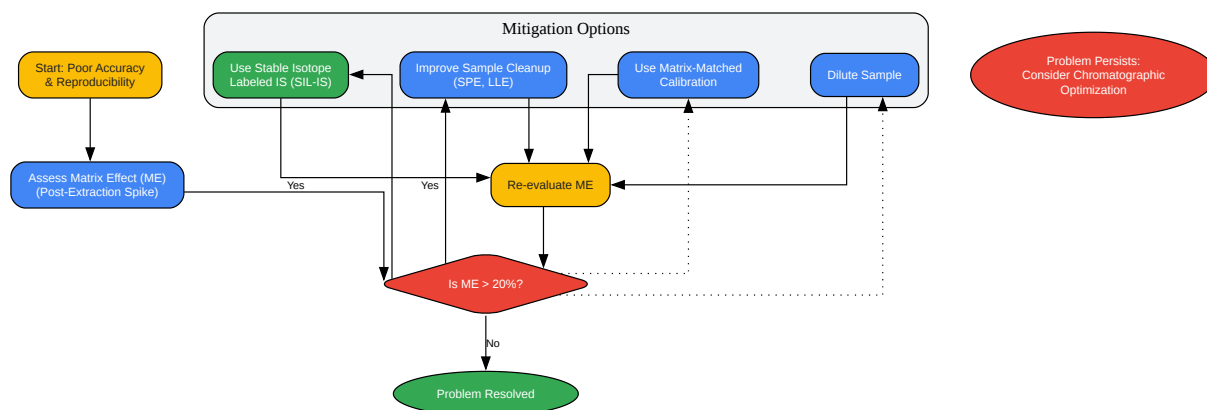 Mitigation Options
Start: Poor Accuracy
& Reproducibility
Use Stable Isotope
Labeled IS (SIL-IS)
Improve Sample Cleanup
(SPE, LLE)
Use Matrix-Matched
Calibration
Dilute Sample
Problem Persists:
Consider Chromatographic
Optimization
Assess Matrix Effect (ME)
(Post-Extraction Spike)
Yes
Yes
Re-evaluate ME
Is ME > 20%?
No
Problem Resolved